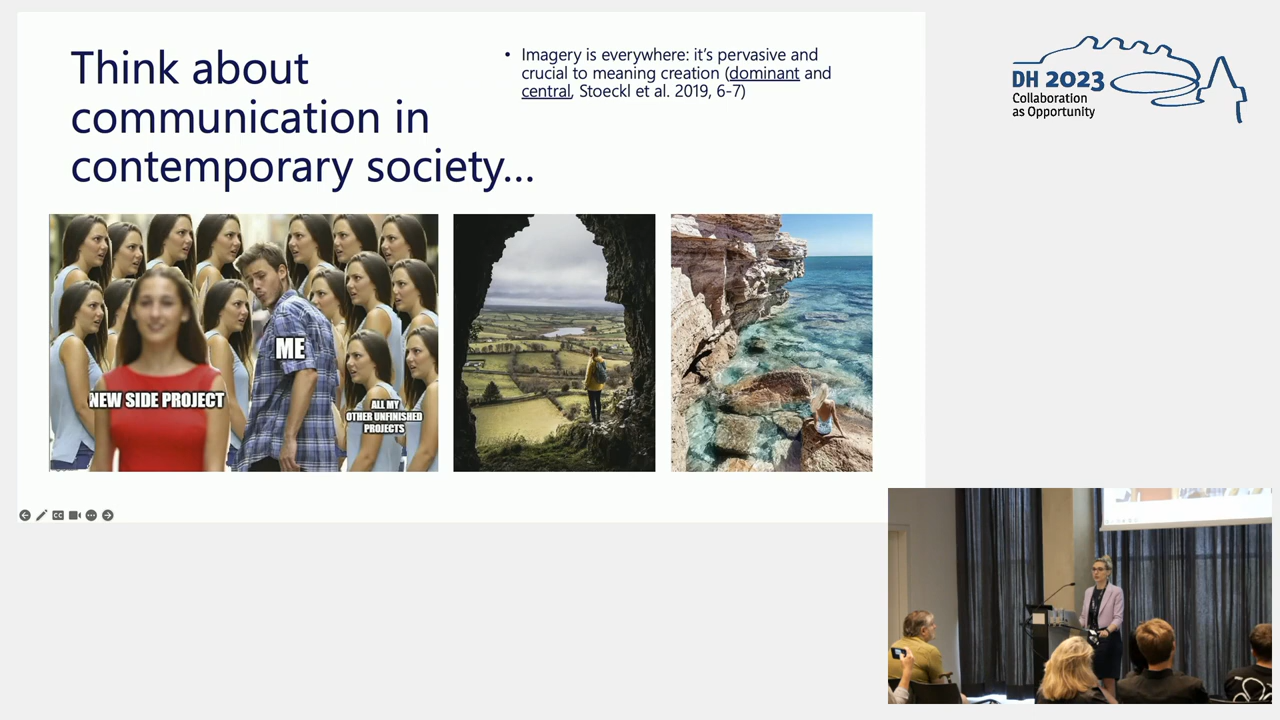 Think about
communication in
contemporary society...
• Imagery is everywhere: it's pervasive and
crucial to meaning creation (dominant and
central, Stoeckl et al. 2019, 6-7)
NEW SIDE PROJECT
ME
ALL MY
OTHER UNFINISHED
PROJECTS
CC
DH 2023
Collaboration
as Opportunity